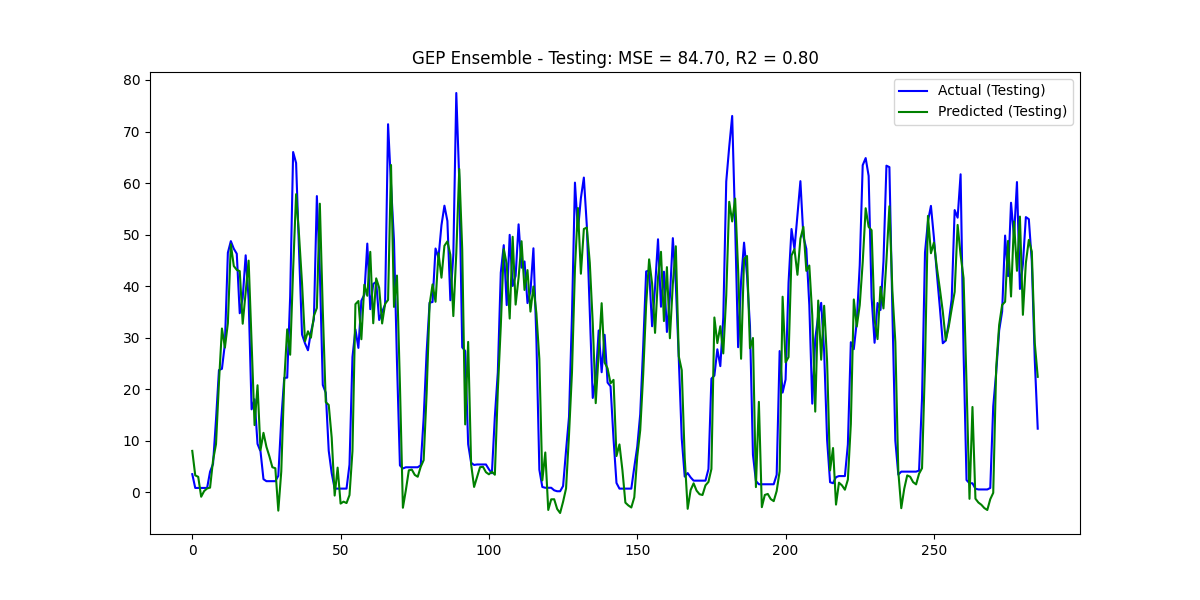 GEP Ensemble - Testing: MSE = 84.70, R2 = 0.80
Actual (Testing)
Predicted (Testing)
80
70
60
50
40
30
20
10
0
0 50 100 150 200 250